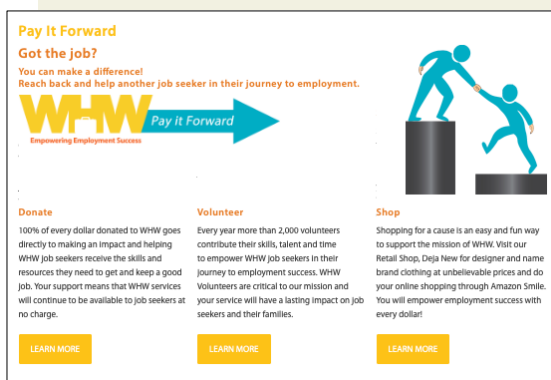 Pay It Forward
Got the job?
You can make a difference!
Reach back and help another job seeker in their journey to employment.
WHW
Pay it Forward
Empowering Employment Success
Donate
100% of every dollar donated to WHW goes
directly to making an impact and helping
WHW job seekers receive the skills and
resources they need to get and keep a good
job. Your support means that WHW services
will continue to be available to job seekers at
no charge.
LEARN MORE
Volunteer
Every year more than 2,000 volunteers
contribute their skills, talent and time
to empower WHW job seekers in their
journey to employment success. WHW
Volunteers are critical to our mission and
your service will have a lasting impact on job
seekers and their families.
LEARN MORE
Shop
Shopping for a cause is an easy and fun way
to support the mission of WHW. Visit our
Retail Shop, Deja New for designer and name
brand clothing at unbelievable prices and do
your online shopping through Amazon Smile.
You will empower employment success with
every dollar!
LEARN MORE